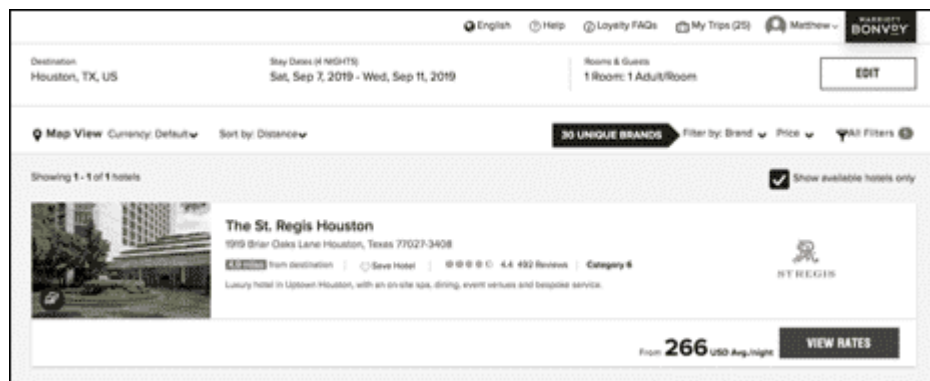 English Help Loyalty FAQs My Trips (25) Matthew MARRIOTT BONVOY
Destination Stay Dates (4 NIGHTS) Rooms & Guests
Houston, TX, US Sat, Sep 7, 2019 - Wed, Sep 11, 2019 1 Room: 1 Adult/Room EDIT
Map View Currency: Default Sort by: Distance 30 UNIQUE BRANDS Filter by: Brand Price All Filters
Showing 1 - 1 of 1 hotels Show available hotels only
The St. Regis Houston
1919 Briar Oaks Lane Houston, Texas 77027-3408
4.9 miles from destination Save Hotel 4.4 492 Reviews Category 6
Luxury hotel in Uptown Houston, with an on-site spa, dining, event venues and bespoke service.
ST REGIS
From 266 USD Avg./night VIEW RATES